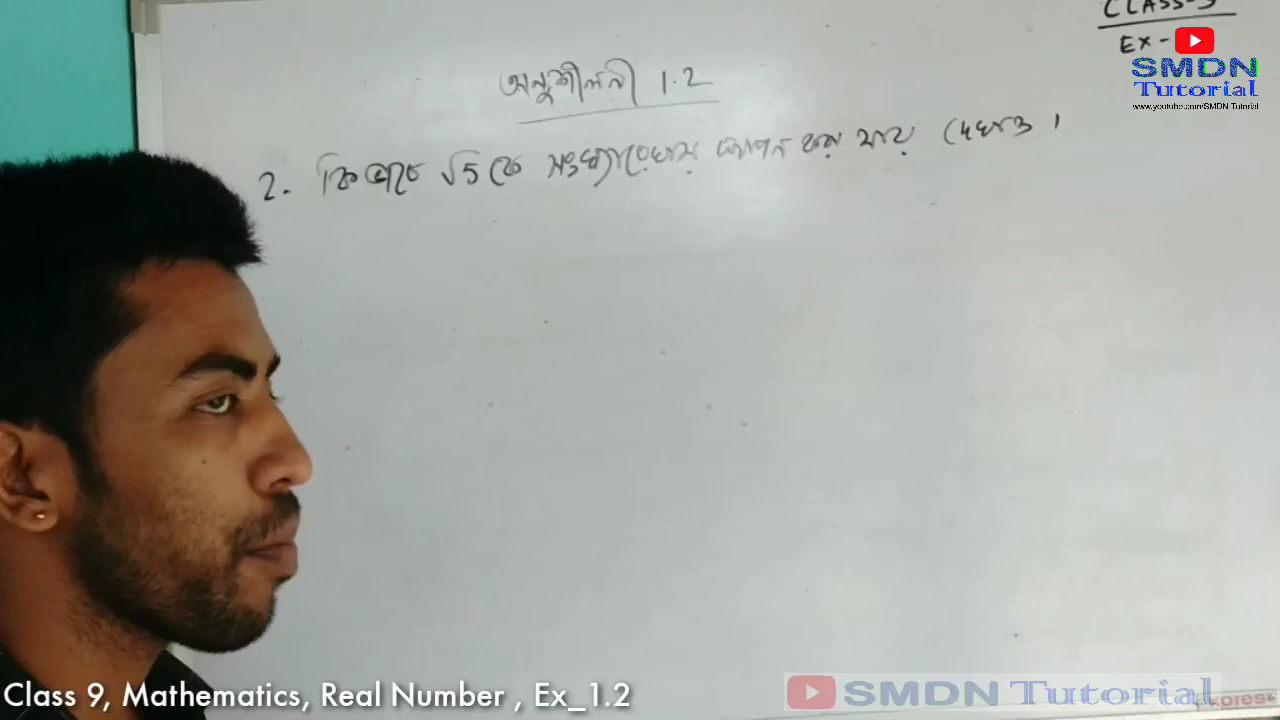 CLASS-9
EX-
SMDN
Tutorial
www.youtube.com/SMDN Tutorial
অনুশীলনী 1.2
2. কিভাবে √5 কে সংখ্যারেখায় স্থাপন করা যায় দেখাও ।
Class 9, Mathematics, Real Number , Ex_1.2
SMDN Tutorial
kores